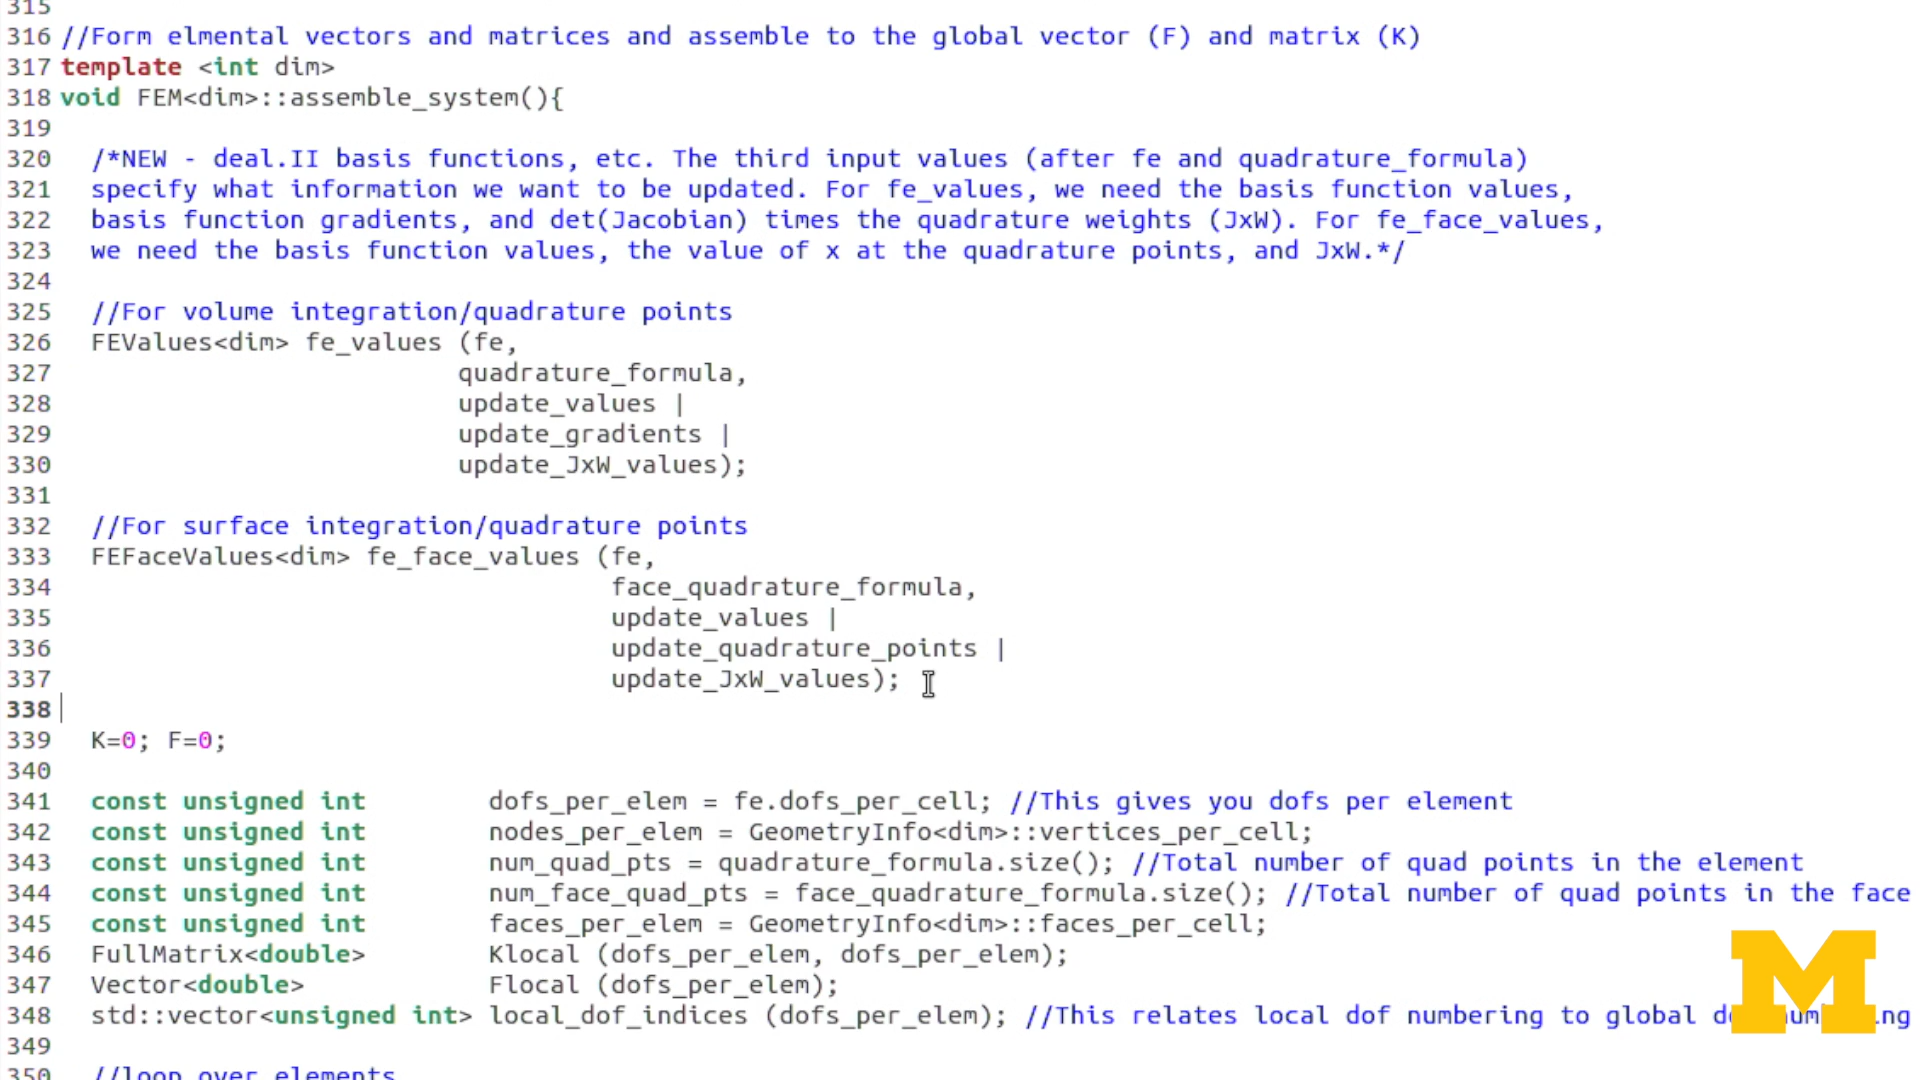 315
316 //Form elmental vectors and matrices and assemble to the global vector (F) and matrix (K)
317 template <int dim>
318 void FEM<dim>::assemble_system(){
319
320 /*NEW - deal.II basis functions, etc. The third input values (after fe and quadrature_formula)
321 specify what information we want to be updated. For fe_values, we need the basis function values,
322 basis function gradients, and det(Jacobian) times the quadrature weights (JxW). For fe_face_values,
323 we need the basis function values, the value of x at the quadrature points, and JxW.*/
324
325 //For volume integration/quadrature points
326 FEValues<dim> fe_values (fe,
327 quadrature_formula,
328 update_values |
329 update_gradients |
330 update_JxW_values);
331
332 //For surface integration/quadrature points
333 FEFaceValues<dim> fe_face_values (fe,
334 face_quadrature_formula,
335 update_values |
336 update_quadrature_points |
337 update_JxW_values);
338
339 K=0; F=0;
340
341 const unsigned int dofs_per_elem = fe.dofs_per_cell; //This gives you dofs per element
342 const unsigned int nodes_per_elem = GeometryInfo<dim>::vertices_per_cell;
343 const unsigned int num_quad_pts = quadrature_formula.size(); //Total number of quad points in the element
344 const unsigned int num_face_quad_pts = face_quadrature_formula.size(); //Total number of quad points in the face
345 const unsigned int faces_per_elem = GeometryInfo<dim>::faces_per_cell;
346 FullMatrix<double> Klocal (dofs_per_elem, dofs_per_elem);
347 Vector<double> Flocal (dofs_per_elem);
348 std::vector<unsigned int> local_dof_indices (dofs_per_elem); //This relates local dof numbering to global
349
350 //loop over elements
M